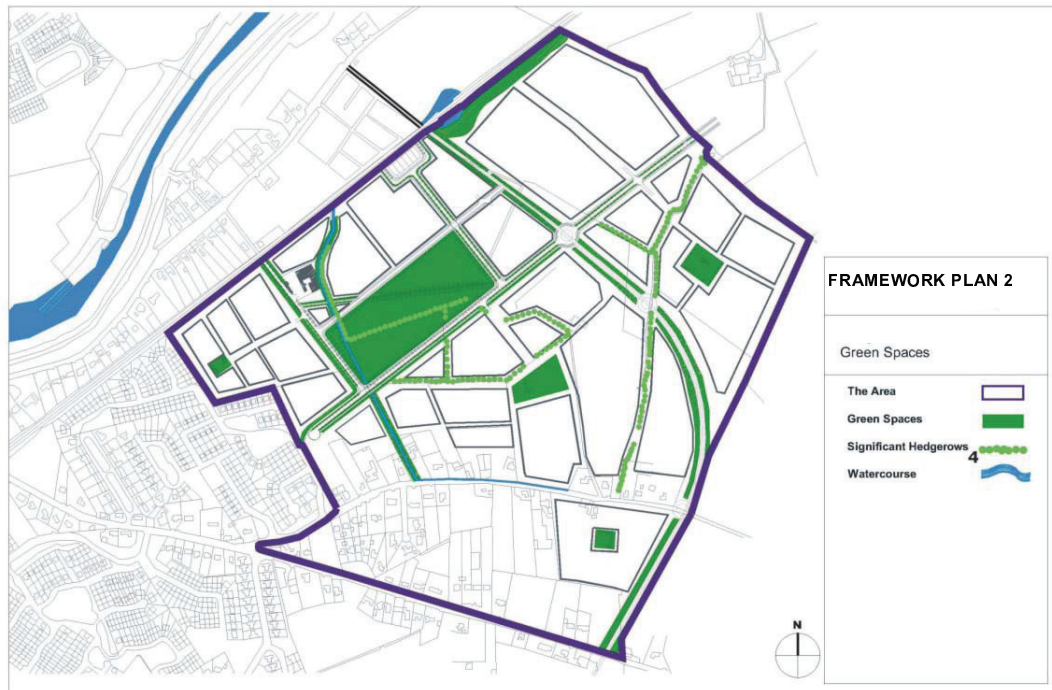 FRAMEWORK PLAN 2
Green Spaces
The Area
Green Spaces
Significant Hedgerows
4
Watercourse
N